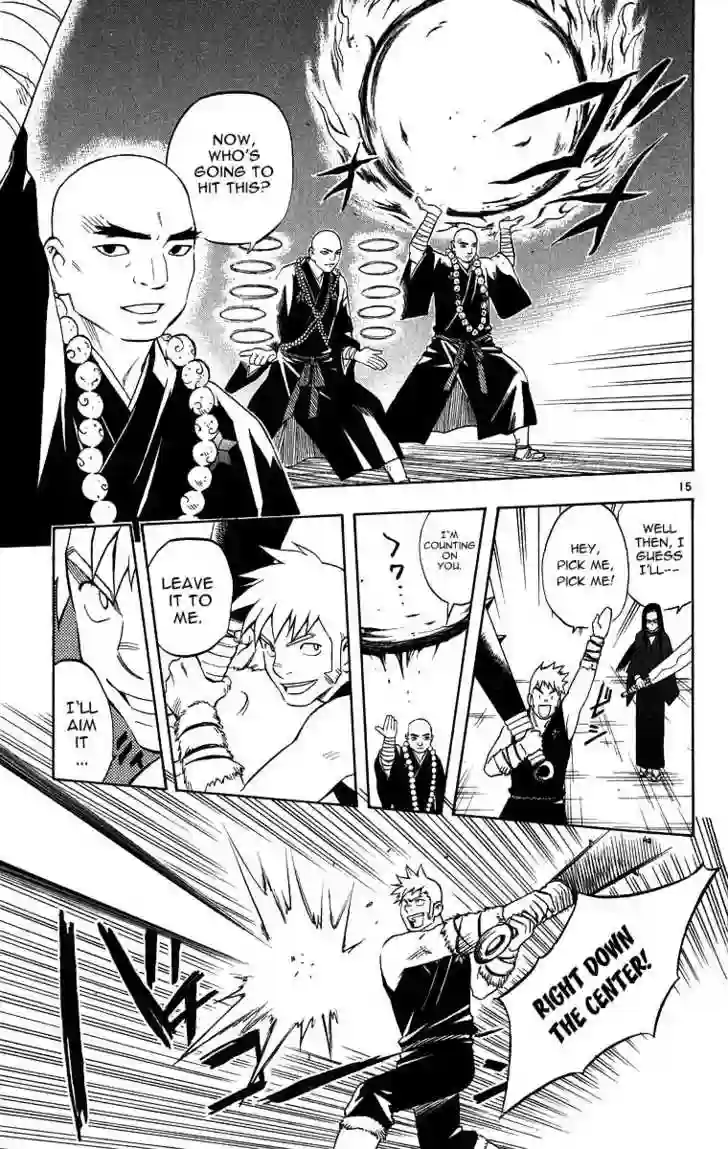 NOW,
WHO'S
GOING TO
HIT THIS?
15
WELL
THEN, I
GUESS
I'LL--
HEY,
PICK ME,
PICK ME!
I'M
COUNTING
ON
YOU.
LEAVE
IT TO
ME.
I'LL
AIM
IT
...
RIGHT DOWN
THE CENTER!